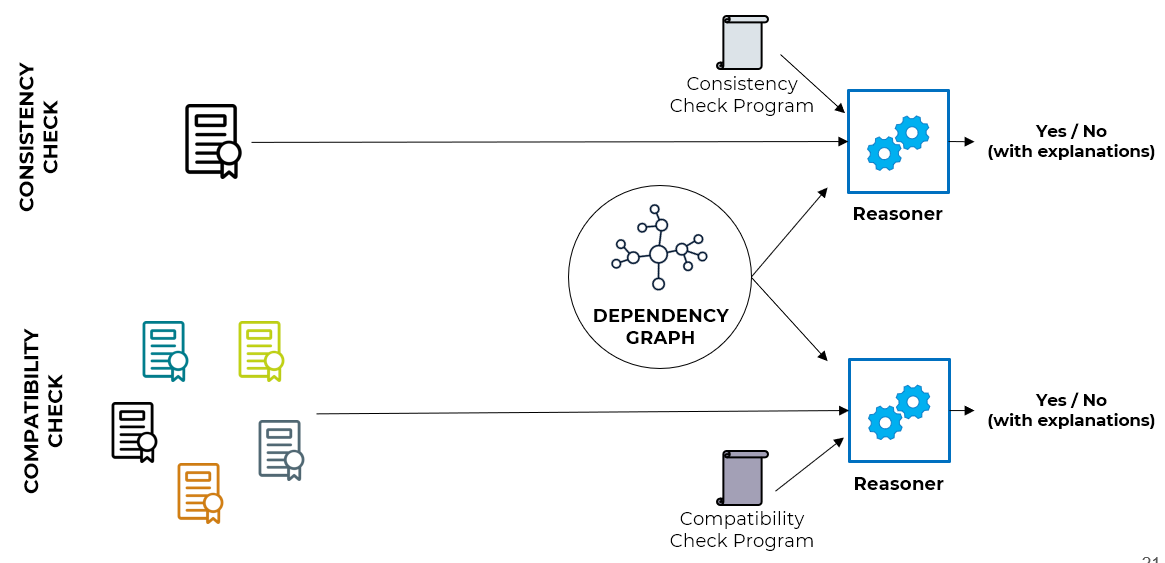 CONSISTENCY
CHECK
Consistency
Check Program
Yes / No
(with explanations)
Reasoner
DEPENDENCY
GRAPH
COMPATIBILITY
CHECK
Yes / No
(with explanations)
Reasoner
Compatibility
Check Program